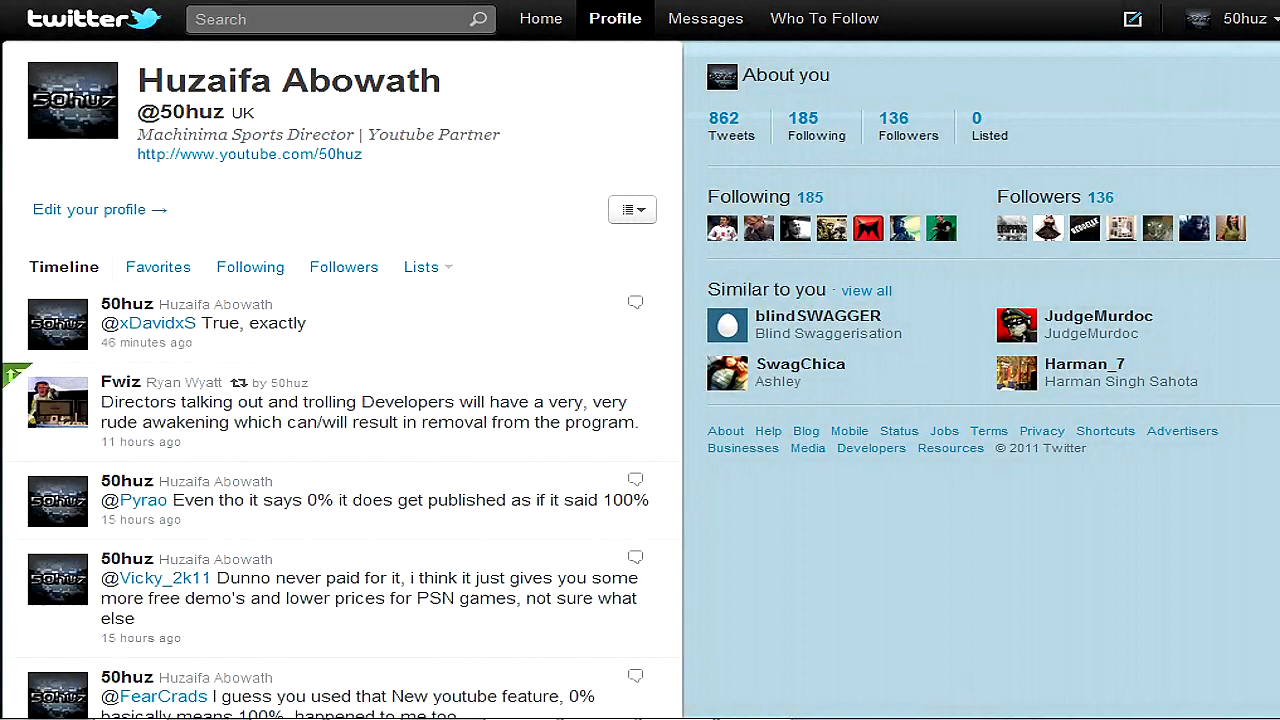 twitter Search Home Profile Messages Who To Follow 50huz
50huz
Huzaifa Abowath
@50huz UK
Machinima Sports Director | Youtube Partner
http://www.youtube.com/50huz
Edit your profile →
Timeline Favorites Following Followers Lists
50huz Huzaifa Abowath
@xDavidxS True, exactly
46 minutes ago
Fwiz Ryan Wyatt by 50huz
Directors talking out and trolling Developers will have a very, very
rude awakening which can/will result in removal from the program.
11 hours ago
50huz Huzaifa Abowath
@Pyrao Even tho it says 0% it does get published as if it said 100%
15 hours ago
50huz Huzaifa Abowath
@Vicky_2k11 Dunno never paid for it, i think it just gives you some
more free demo's and lower prices for PSN games, not sure what
else
15 hours ago
50huz Huzaifa Abowath
@FearCrads I guess you used that New youtube feature, 0%
basically means 100%, happened to me too
About you
862 185 136 0
Tweets Following Followers Listed
Following 185 Followers 136
Similar to you · view all
blindSWAGGER
Blind Swaggerisation
JudgeMurdoc
JudgeMurdoc
SwagChica
Ashley
Harman_7
Harman Singh Sahota
About Help Blog Mobile Status Jobs Terms Privacy Shortcuts Advertisers
Businesses Media Developers Resources © 2011 Twitter